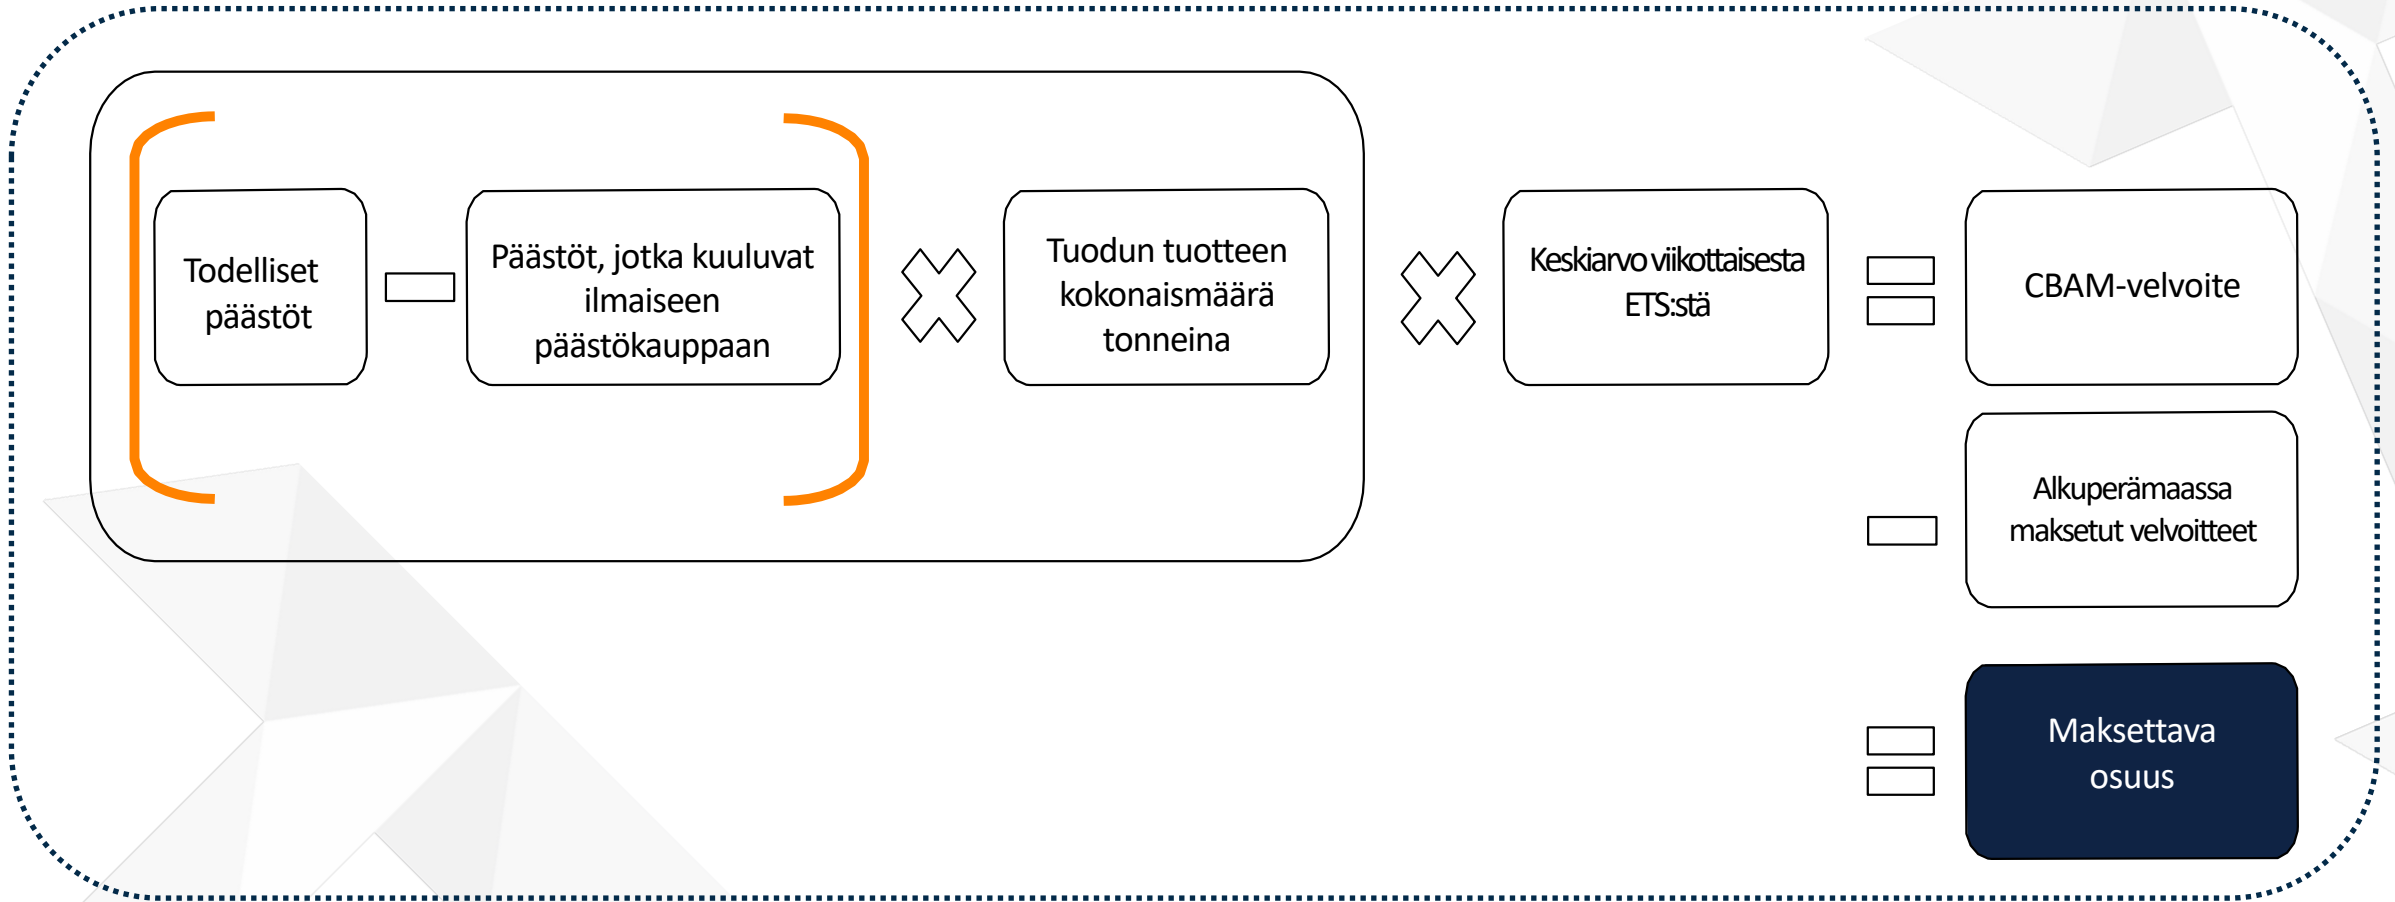 Todelliset
päästöt
Päästöt, jotka kuuluvat
ilmaiseen
päästökauppaan
Tuodun tuotteen
kokonaismäärä
tonneina
Keskiarvo viikottaisesta
ETS:stä
CBAM-velvoite
Alkuperämaassa
maksetut velvoitteet
Maksettava
osuus